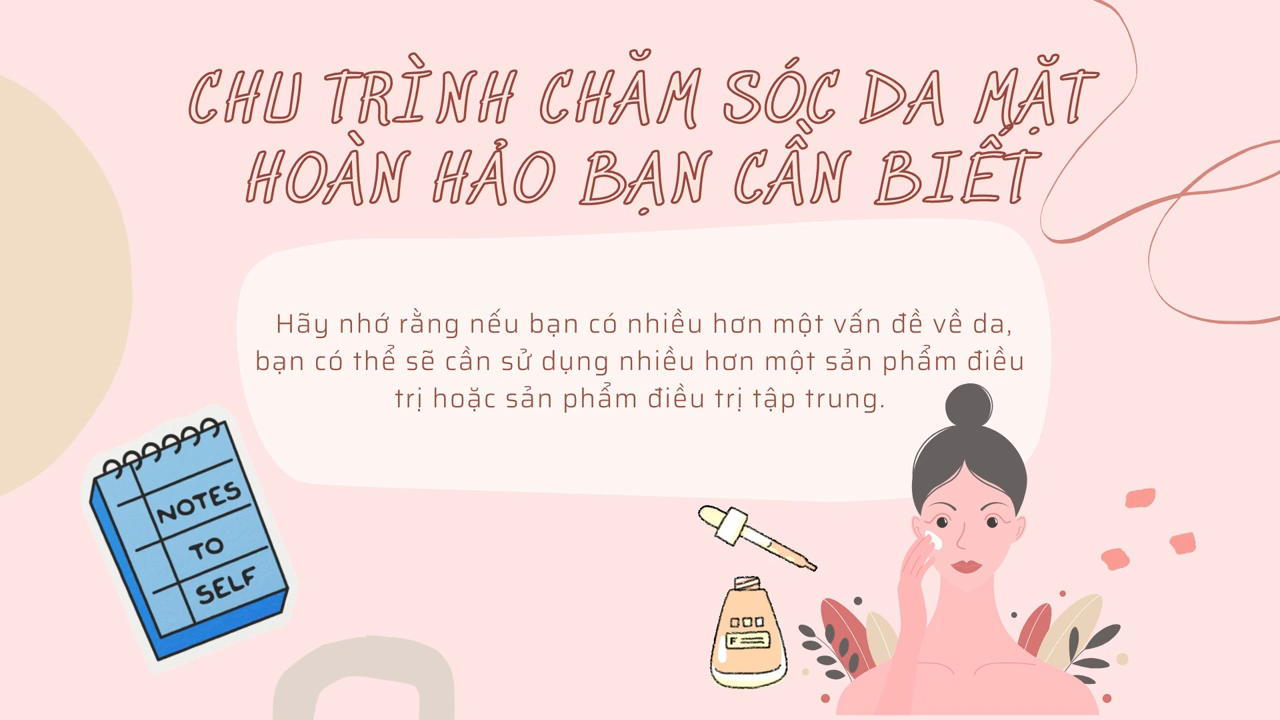 CHU TRÌNH CHĂM SÓC DA MẶT
HOÀN HẢO BẠN CẦN BIẾT
Hãy nhớ rằng nếu bạn có nhiều hơn một vấn đề về da,
bạn có thể sẽ cần sử dụng nhiều hơn một sản phẩm điều
trị hoặc sản phẩm điều trị tập trung.
NOTES
TO
SELF
F